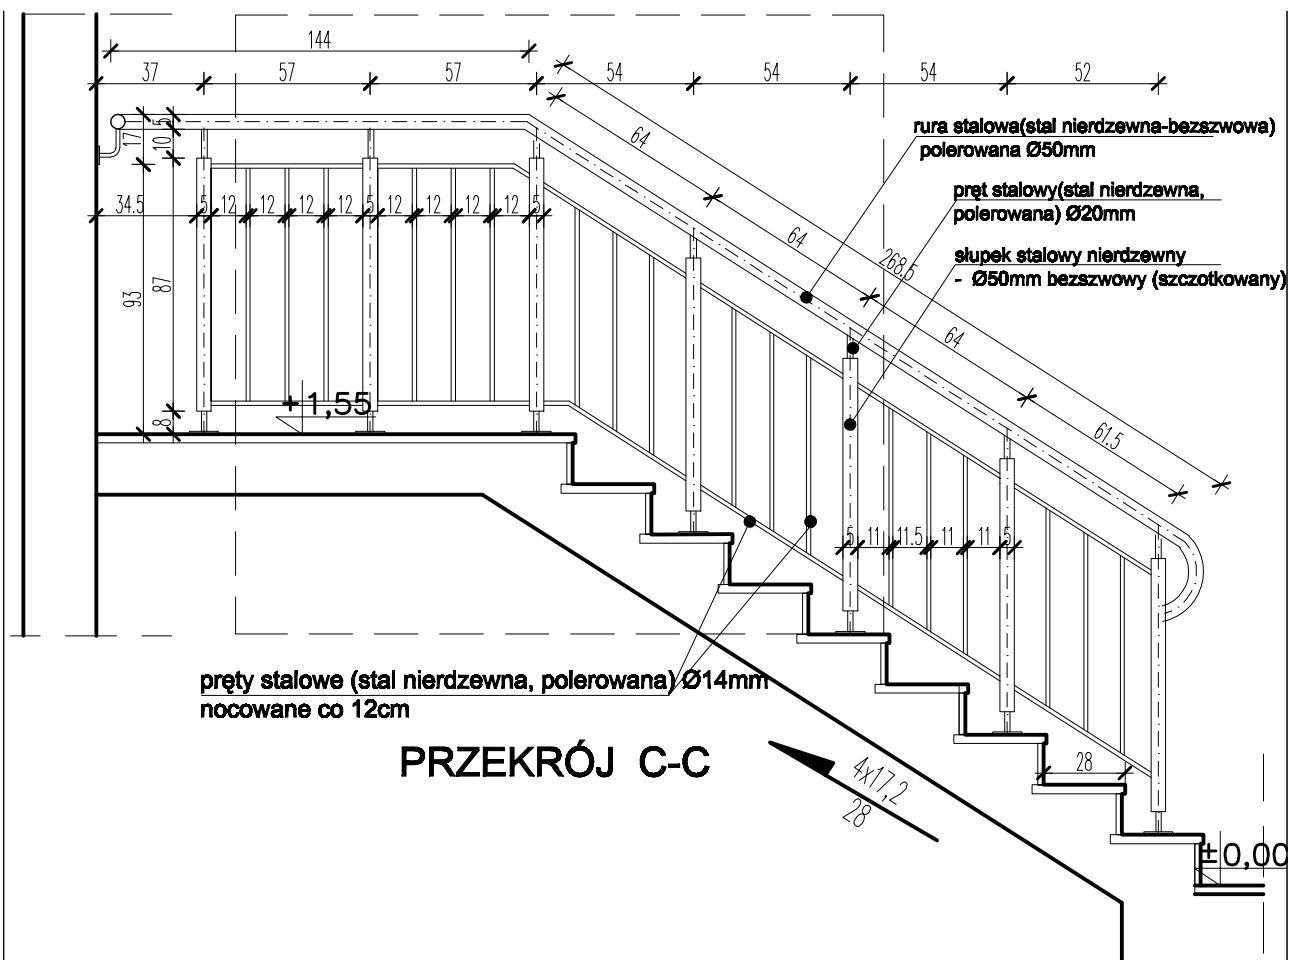 144
37 57 57 54 54 54 52
5
17
10
64
rura stalowa(stal nierdzewna-bezszwowa)
polerowana Ø50mm
pręt stalowy(stal nierdzewna,
polerowana) Ø20mm
34.5 5 12 12 12 12 5 12 12 12 12 5
64
268.5
słupek stalowy nierdzewny
- Ø50mm bezszwowy (szczotkowany)
93
87
64
+1,55
8
61.5
5 11 11.5 11 11 5
pręty stalowe (stal nierdzewna, polerowana) Ø14mm
nocowane co 12cm
PRZEKRÓJ C-C
28
4x17,2
28
±0,00